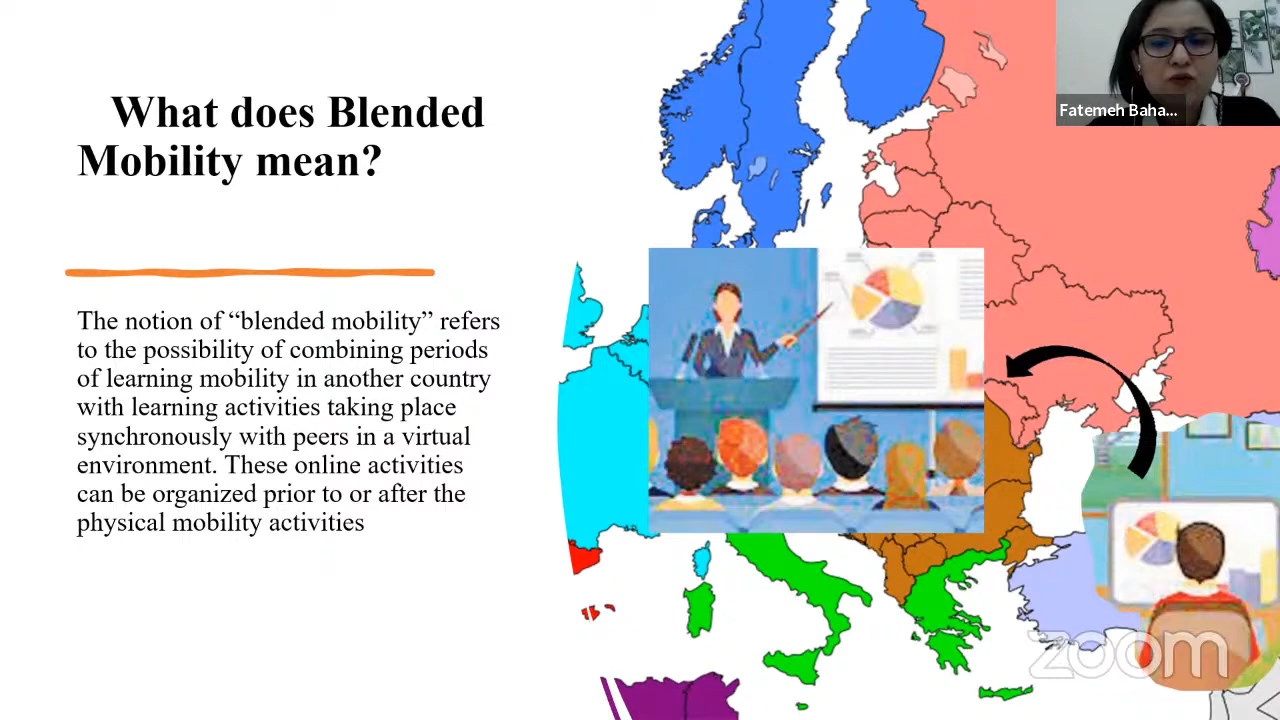 What does Blended
Mobility mean?
The notion of “blended mobility” refers
to the possibility of combining periods
of learning mobility in another country
with learning activities taking place
synchronously with peers in a virtual
environment. These online activities
can be organized prior to or after the
physical mobility activities
Fatemeh Baha...
zoom